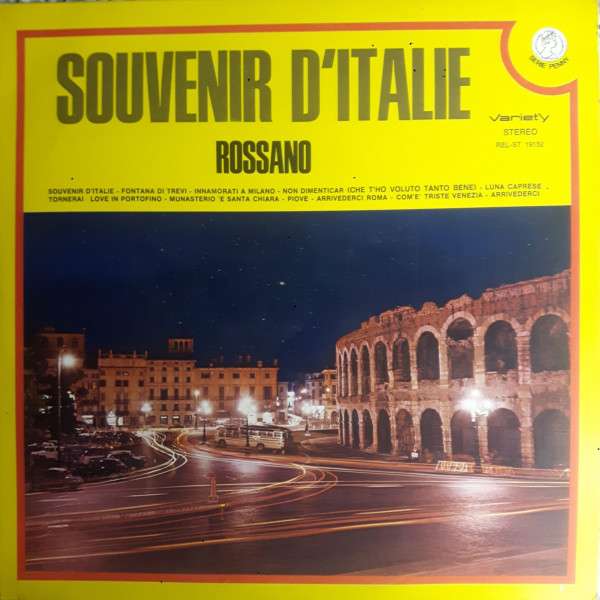 SOUVENIR D'ITALIE
ROSSANO
SERIE PENNY
variety
STEREO
REL-ST 19152
SOUVENIR D'ITALIE - FONTANA DI TREVI - INNAMORATI A MILANO - NON DIMENTICAR (CHE T'HO VOLUTO TANTO BENE) - LUNA CAPRESE -
TORNERAI LOVE IN PORTOFINO - MUNASTERIO 'E SANTA CHIARA - PIOVE - ARRIVEDERCI ROMA - COM'E' TRISTE VENEZIA - ARRIVEDERCI